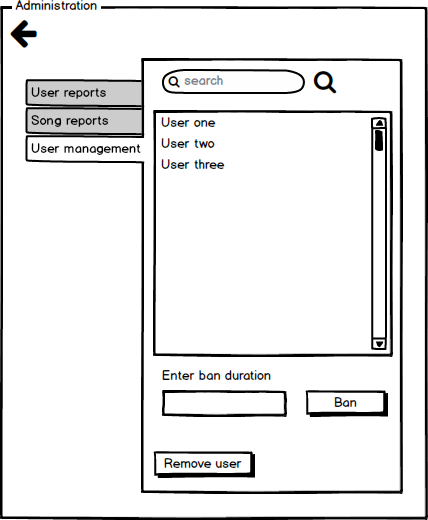 Administration
search
User reports
Song reports
User management
User one
User two
User three
Enter ban duration
Ban
Remove user